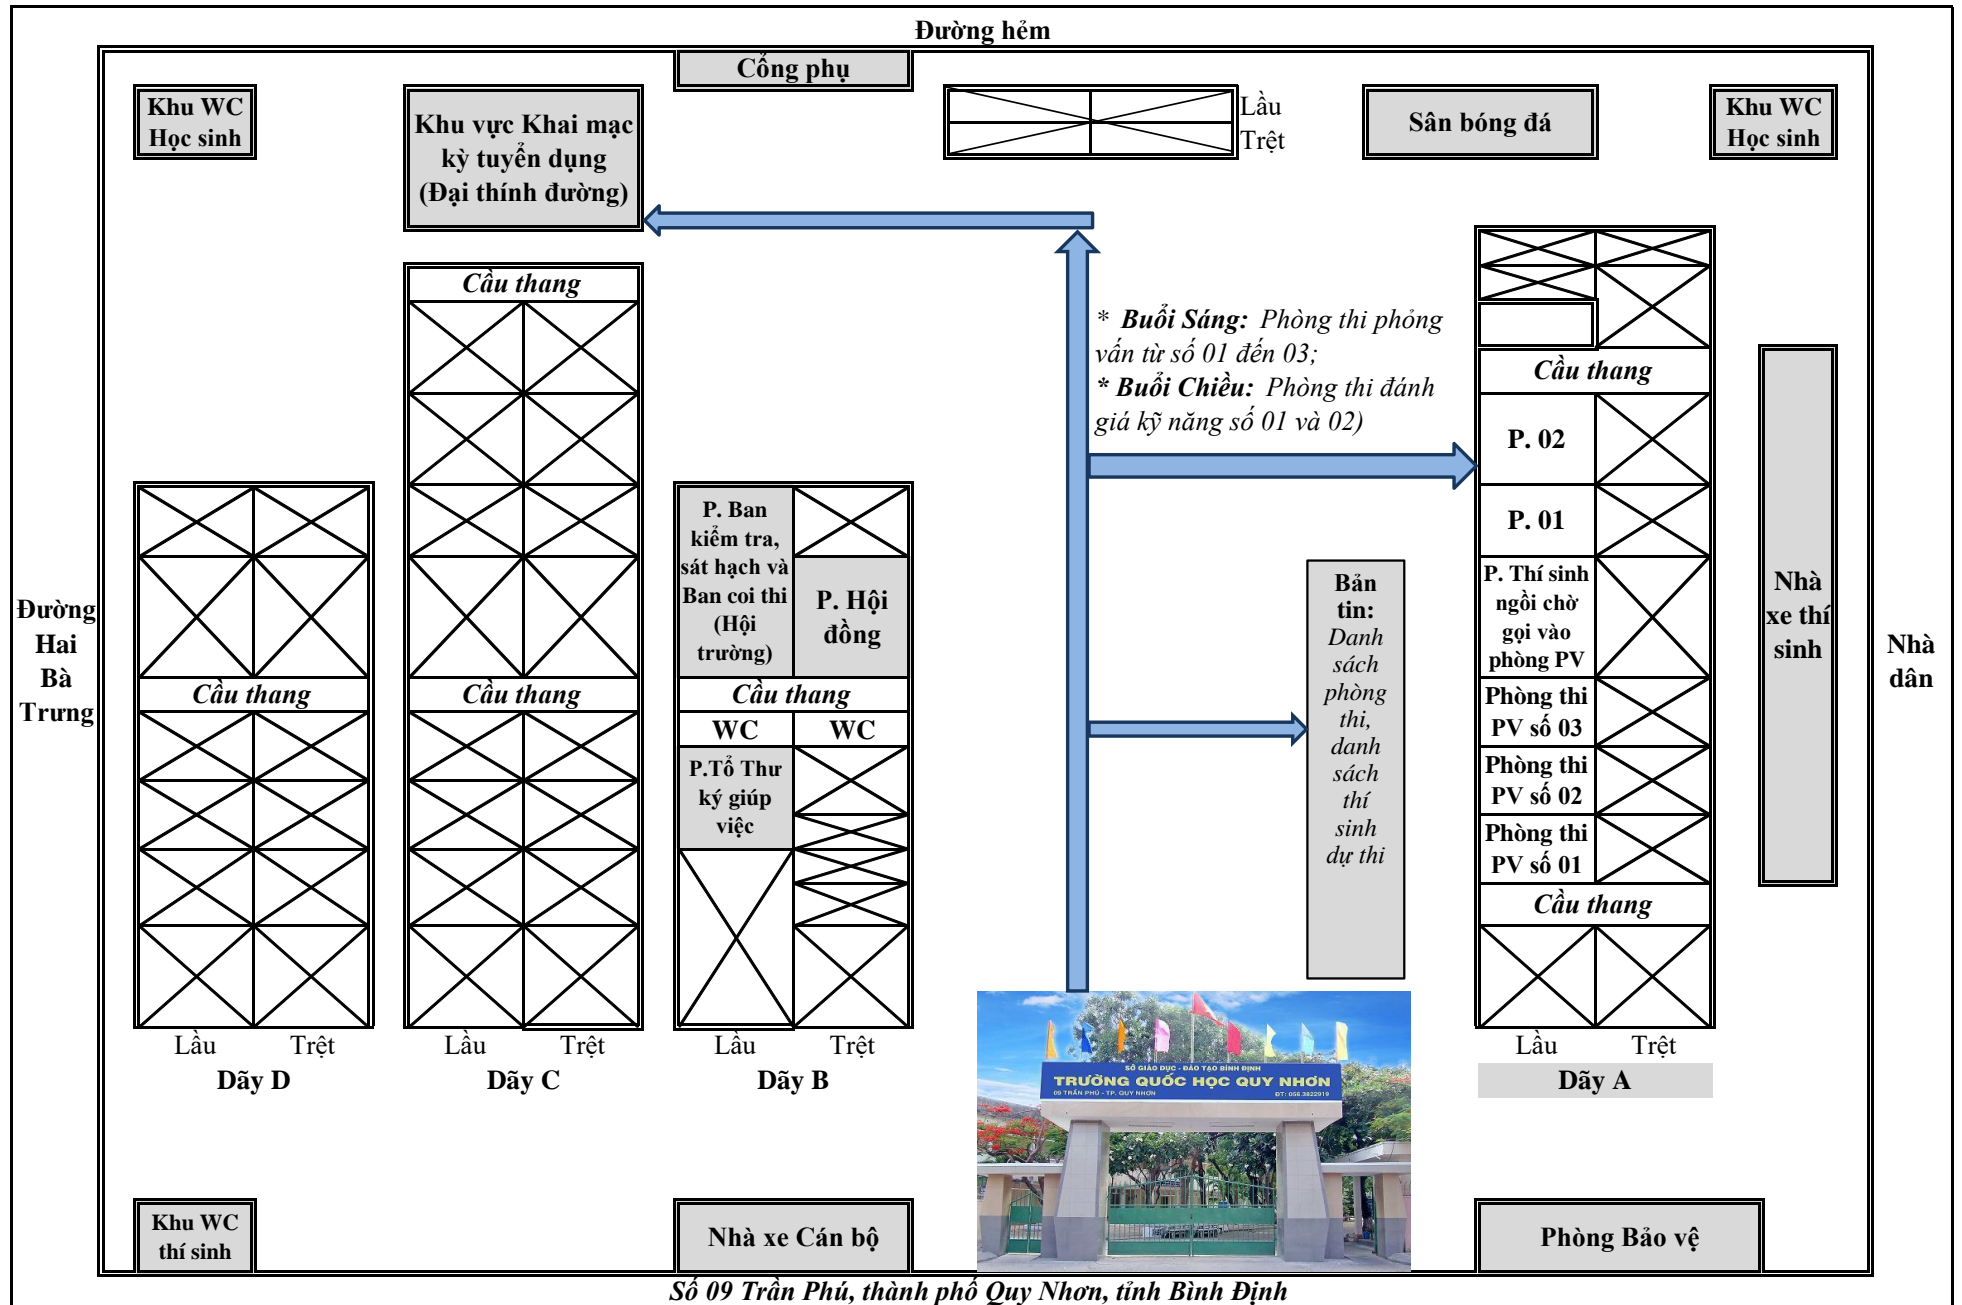 Đường hẻm
Cổng phụ
Khu WC
Học sinh
Khu vực Khai mạc
kỳ tuyển dụng
(Đại thính đường)
Lầu
Trệt
Sân bóng đá
Khu WC
Học sinh
Cầu thang
* Buổi Sáng: Phòng thi phỏng
vấn từ số 01 đến 03;
* Buổi Chiều: Phòng thi đánh
giá kỹ năng số 01 và 02)
Cầu thang
P. 02
P. 01
P. Thí sinh
ngồi chờ
gọi vào
phòng PV
Phòng thi
PV số 03
Phòng thi
PV số 02
Phòng thi
PV số 01
Cầu thang
Nhà
xe thí
sinh
Nhà
dân
Đường
Hai
Bà
Trưng
Cầu thang
Cầu thang
P. Ban
kiểm tra,
sát hạch và
Ban coi thi
(Hội
trường)
P. Hội
đồng
Cầu thang
WC
WC
P.Tổ Thư
ký giúp
việc
Bản
tin:
Danh
sách
phòng
thi,
danh
sách
thí
sinh
dự thi
Lầu
Trệt
Dãy D
Lầu
Trệt
Dãy C
Lầu
Trệt
Dãy B
Lầu
Trệt
Dãy A
SỞ GIÁO DỤC - ĐÀO TẠO BÌNH ĐỊNH
TRƯỜNG QUỐC HỌC QUY NHƠN
09 TRẦN PHÚ - TP. QUY NHƠN
ĐT: 056.3822919
Khu WC
thí sinh
Nhà xe Cán bộ
Phòng Bảo vệ
Số 09 Trần Phú, thành phố Quy Nhơn, tỉnh Bình Định